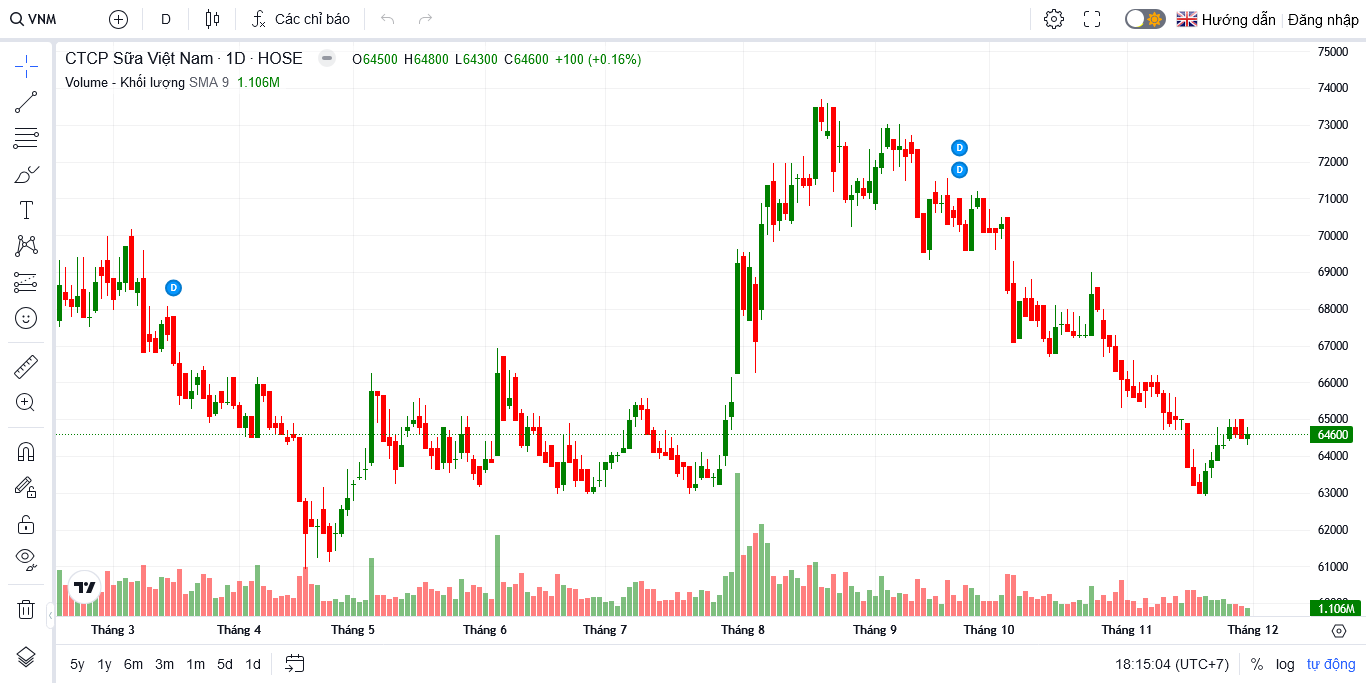 VNM D Các chỉ báo Hướng dẫn Đăng nhập
CTCP Sữa Việt Nam · 1D · HOSE O64500 H64800 L64300 C64600 +100 (+0.16%)
Volume - Khối lượng SMA 9 1.106M
75000
74000
73000
72000
71000
70000
69000
68000
67000
66000
65000
64600
64000
63000
62000
61000
1.106M
D
D
D
Tháng 3 Tháng 4 Tháng 5 Tháng 6 Tháng 7 Tháng 8 Tháng 9 Tháng 10 Tháng 11 Tháng 12
5y 1y 6m 3m 1m 5d 1d 18:15:04 (UTC+7) % log tự động